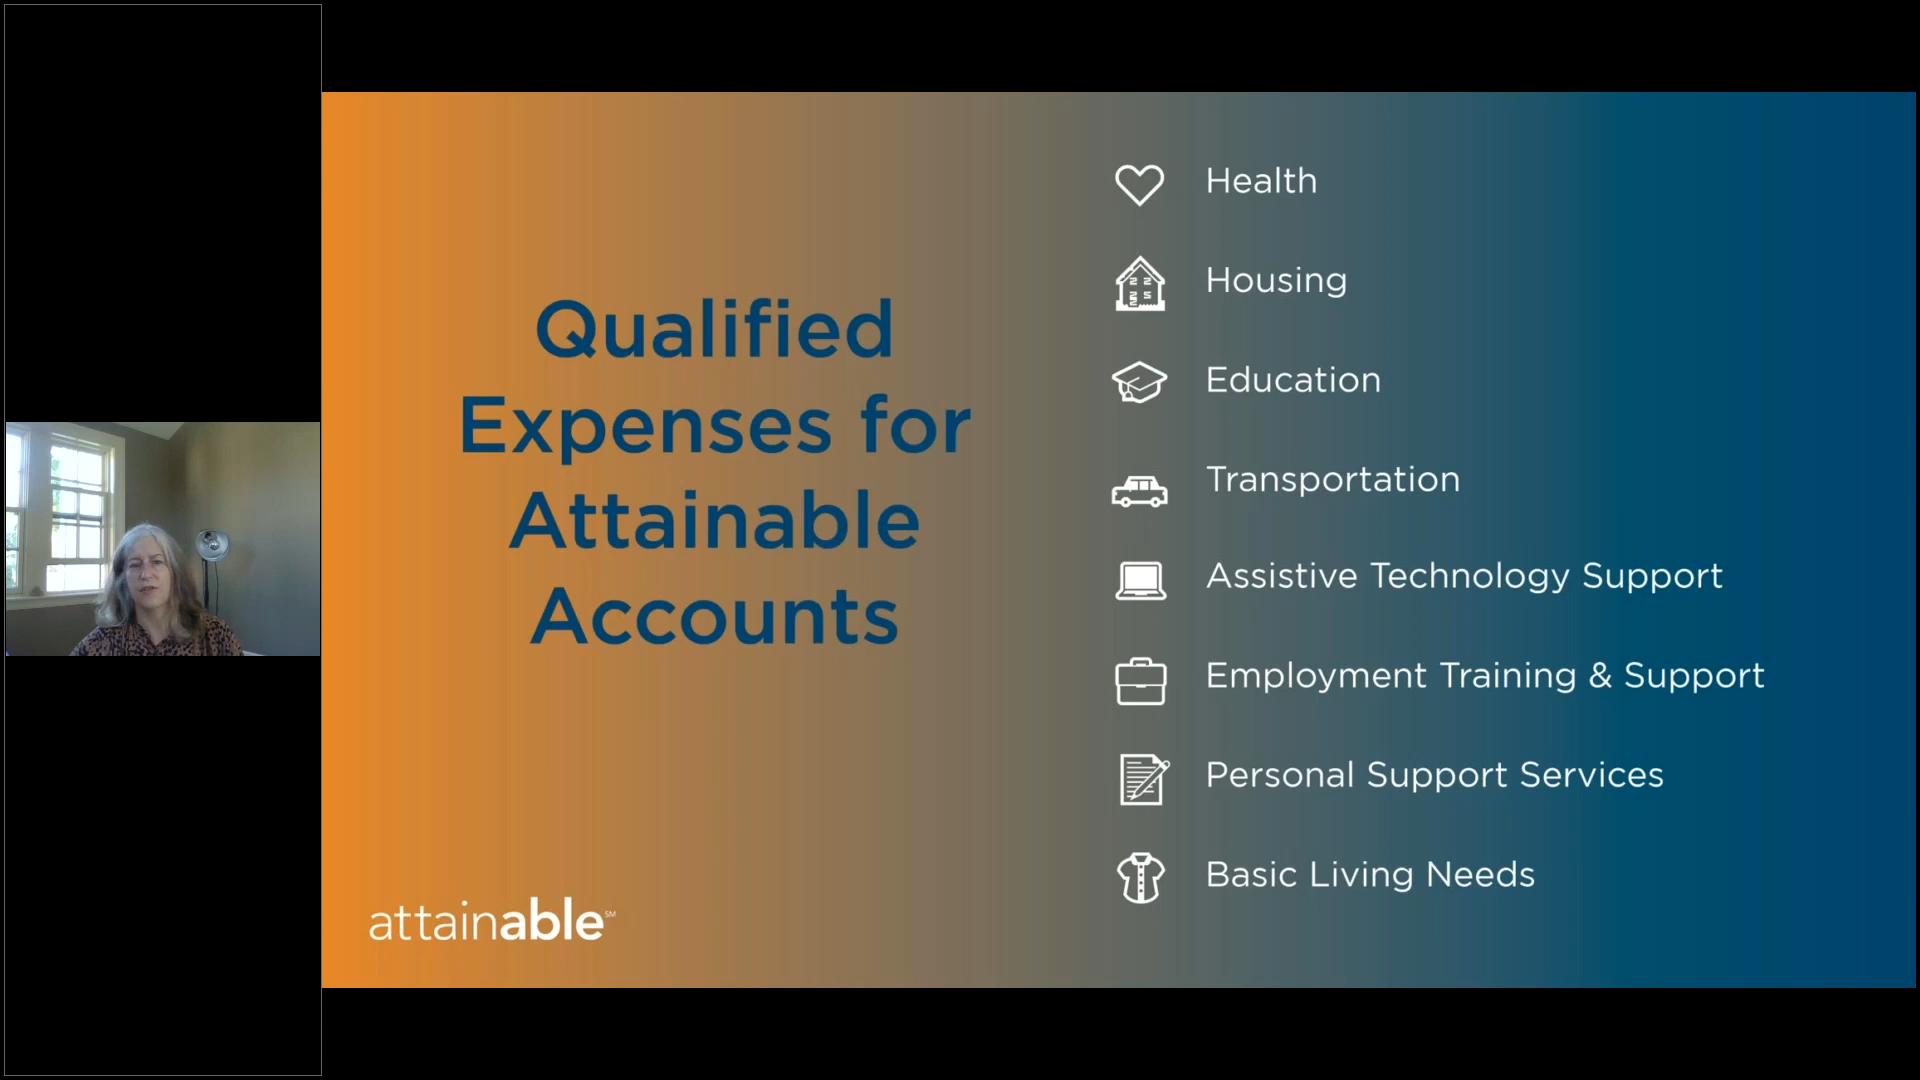 Qualified
Expenses for
Attainable
Accounts
Health
Housing
Education
Transportation
Assistive Technology Support
Employment Training & Support
Personal Support Services
Basic Living Needs
attainable℠